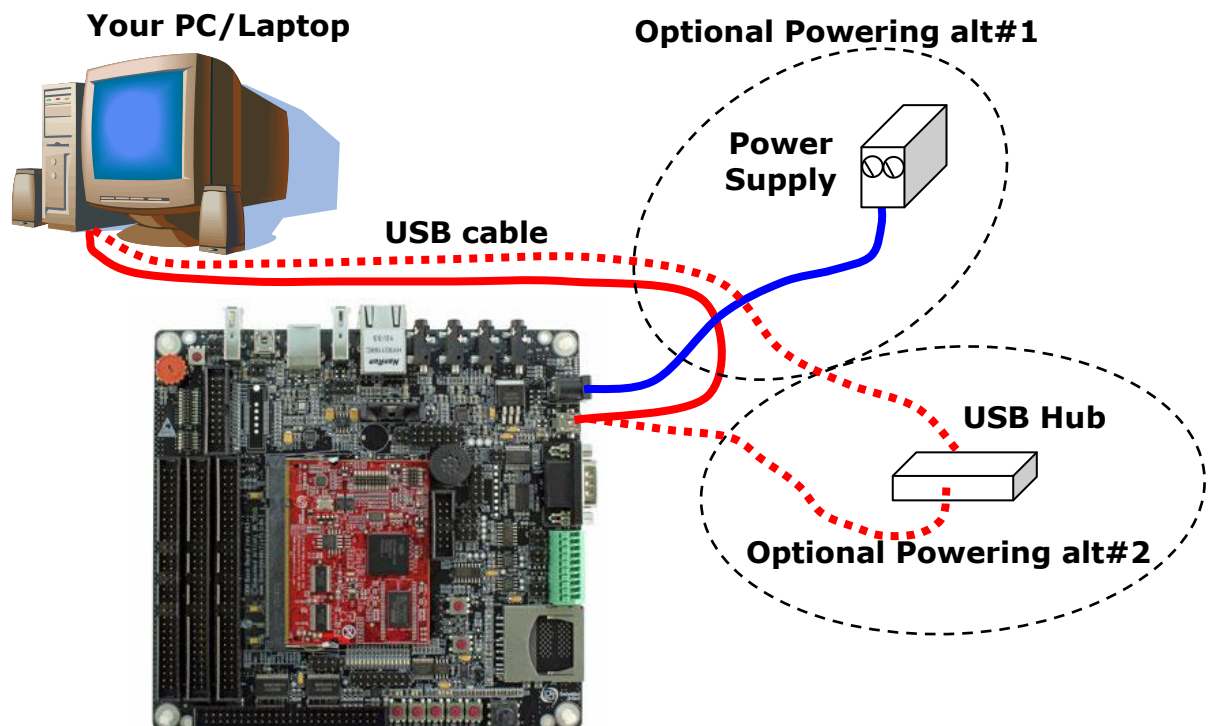 Your PC/Laptop
Optional Powering alt#1
Power
Supply
USB cable
USB Hub
Optional Powering alt#2